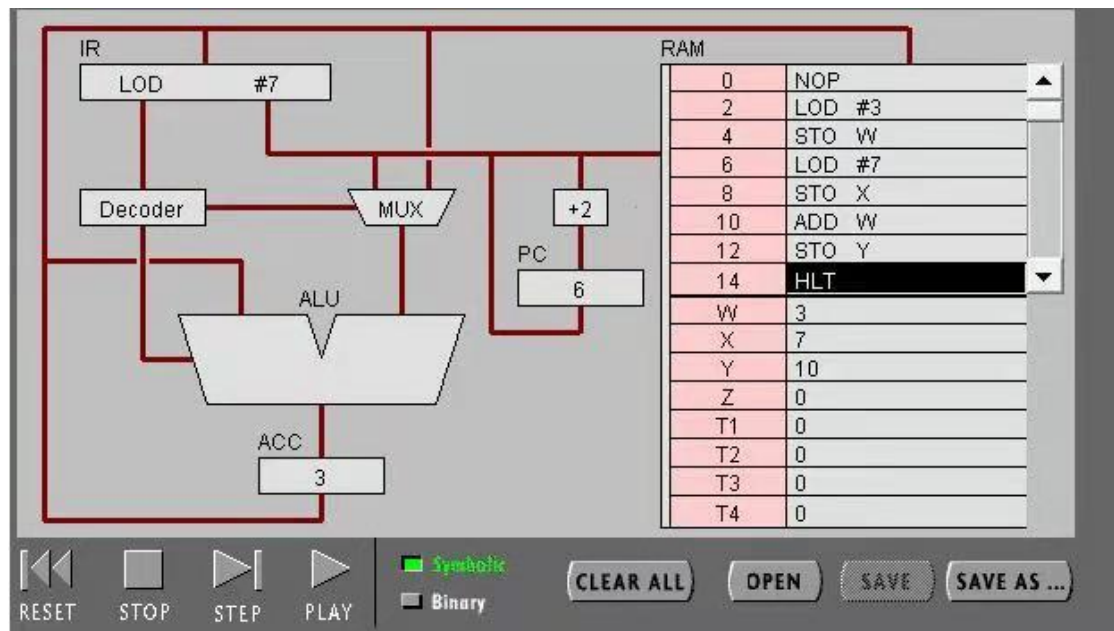 IR
LOD #7
Decoder
MUX
+2
PC
6
ALU
ACC
3
RAM
0 NOP
2 LOD #3
4 STO W
6 LOD #7
8 STO X
10 ADD W
12 STO Y
14 HLT
W 3
X 7
Y 10
Z 0
T1 0
T2 0
T3 0
T4 0
RESET STOP STEP PLAY
Symbolic
Binary
CLEAR ALL OPEN SAVE SAVE AS ...